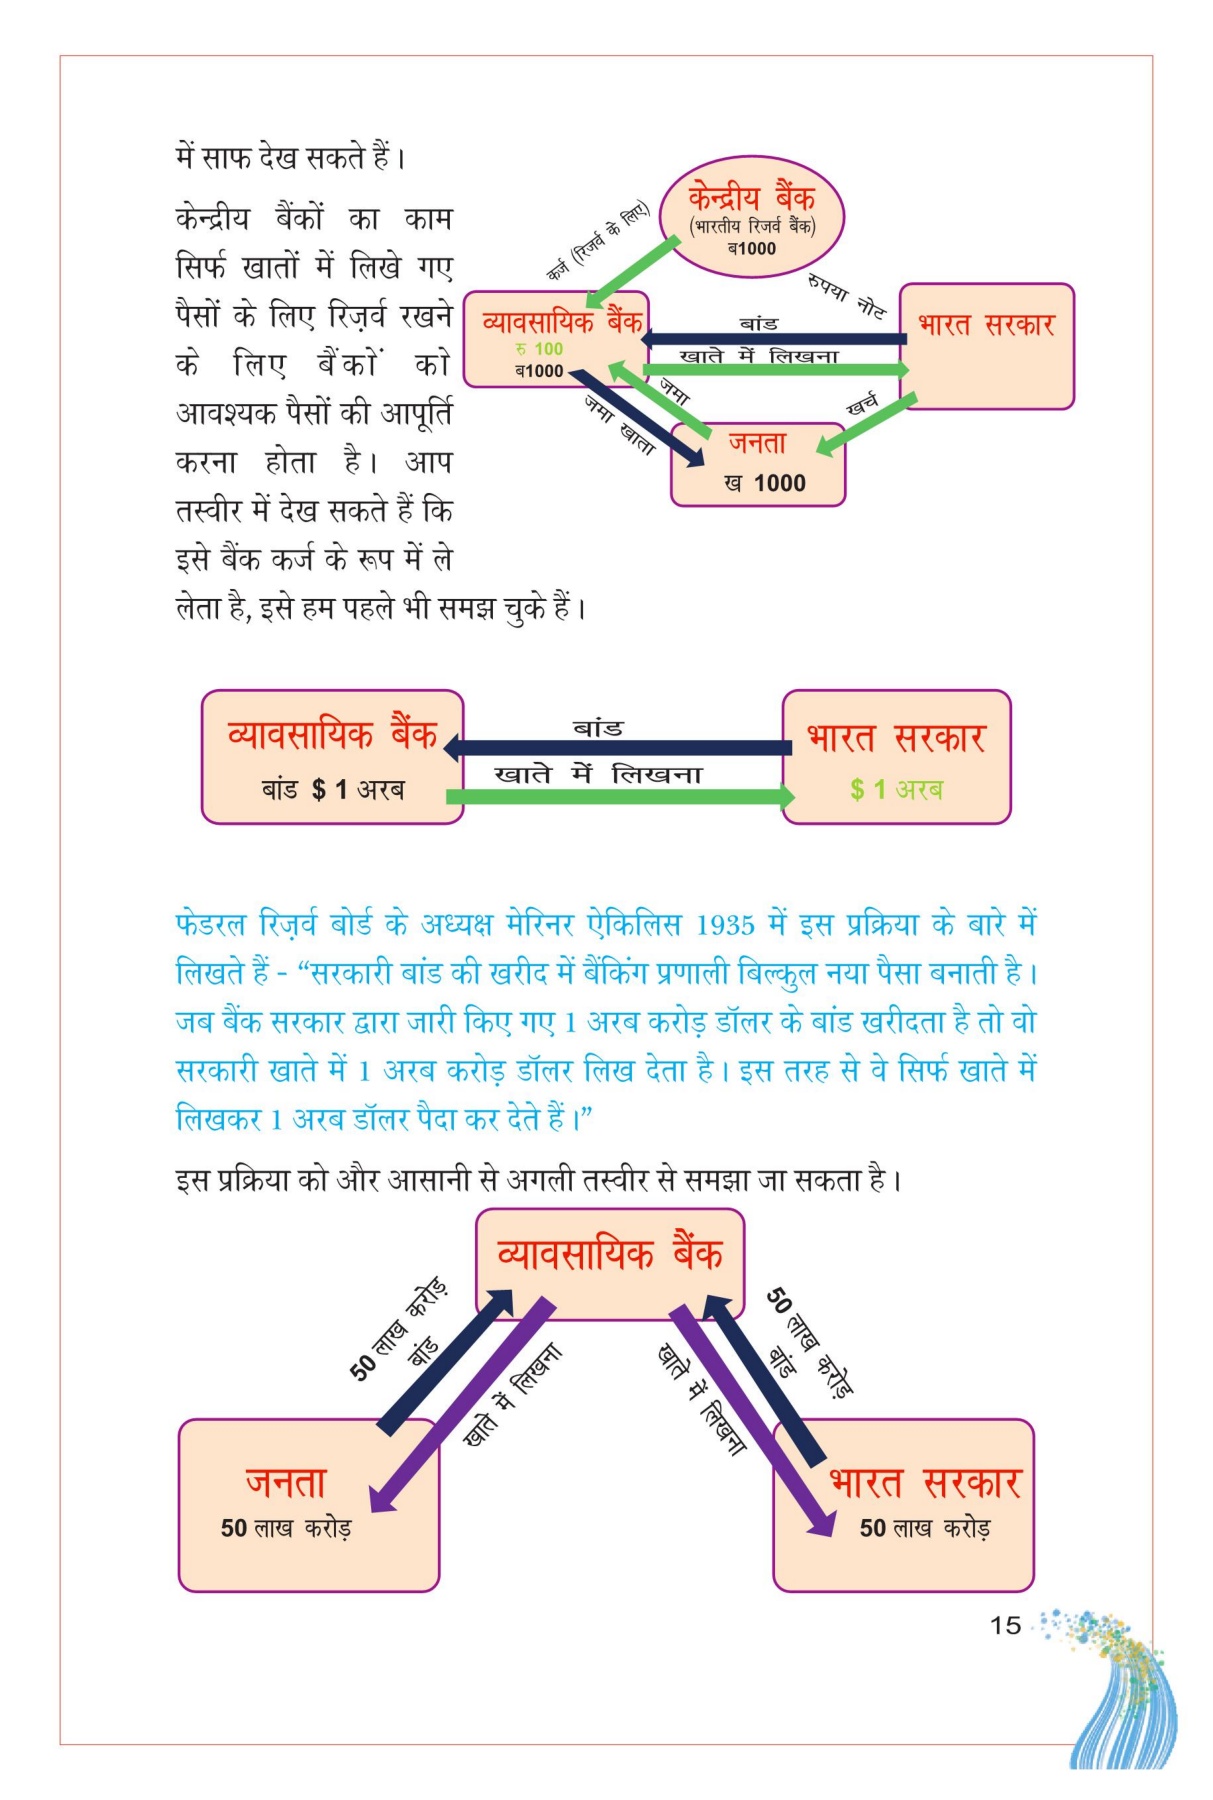 में साफ देख सकते हैं।
केन्द्रीय बैंकों का काम
सिर्फ खातों में लिखे गए
पैसों के लिए रिज़र्व रखने
के लिए बैंकों को
आवश्यक पैसों की आपूर्ति
करना होता है। आप
तस्वीर में देख सकते हैं कि
इसे बैंक कर्ज के रूप में ले
लेता है, इसे हम पहले भी समझ चुके हैं।
केन्द्रीय बैंक
(भारतीय रिजर्व बैंक)
ब1000
कर्ज (रिजर्व के लिए)
रुपया नोट
व्यावसायिक बैंक
रु 100
ब1000
बांड
खाते में लिखना
भारत सरकार
जमा
जमा खाता
खर्च
जनता
ख 1000
व्यावसायिक बैंक
बांड $ 1 अरब
बांड
खाते में लिखना
भारत सरकार
$ 1 अरब
फेडरल रिज़र्व बोर्ड के अध्यक्ष मेरिनर ऐकिलिस 1935 में इस प्रक्रिया के बारे में
लिखते हैं - “सरकारी बांड की खरीद में बैंकिंग प्रणाली बिल्कुल नया पैसा बनाती है।
जब बैंक सरकार द्वारा जारी किए गए 1 अरब करोड़ डॉलर के बांड खरीदता है तो वो
सरकारी खाते में 1 अरब करोड़ डॉलर लिख देता है। इस तरह से वे सिर्फ खाते में
लिखकर 1 अरब डॉलर पैदा कर देते हैं।”
इस प्रक्रिया को और आसानी से अगली तस्वीर से समझा जा सकता है।
व्यावसायिक बैंक
50 लाख करोड़
बांड
खाते में लिखना
खाते में लिखना
50 लाख करोड़
बांड
जनता
50 लाख करोड़
भारत सरकार
50 लाख करोड़
15